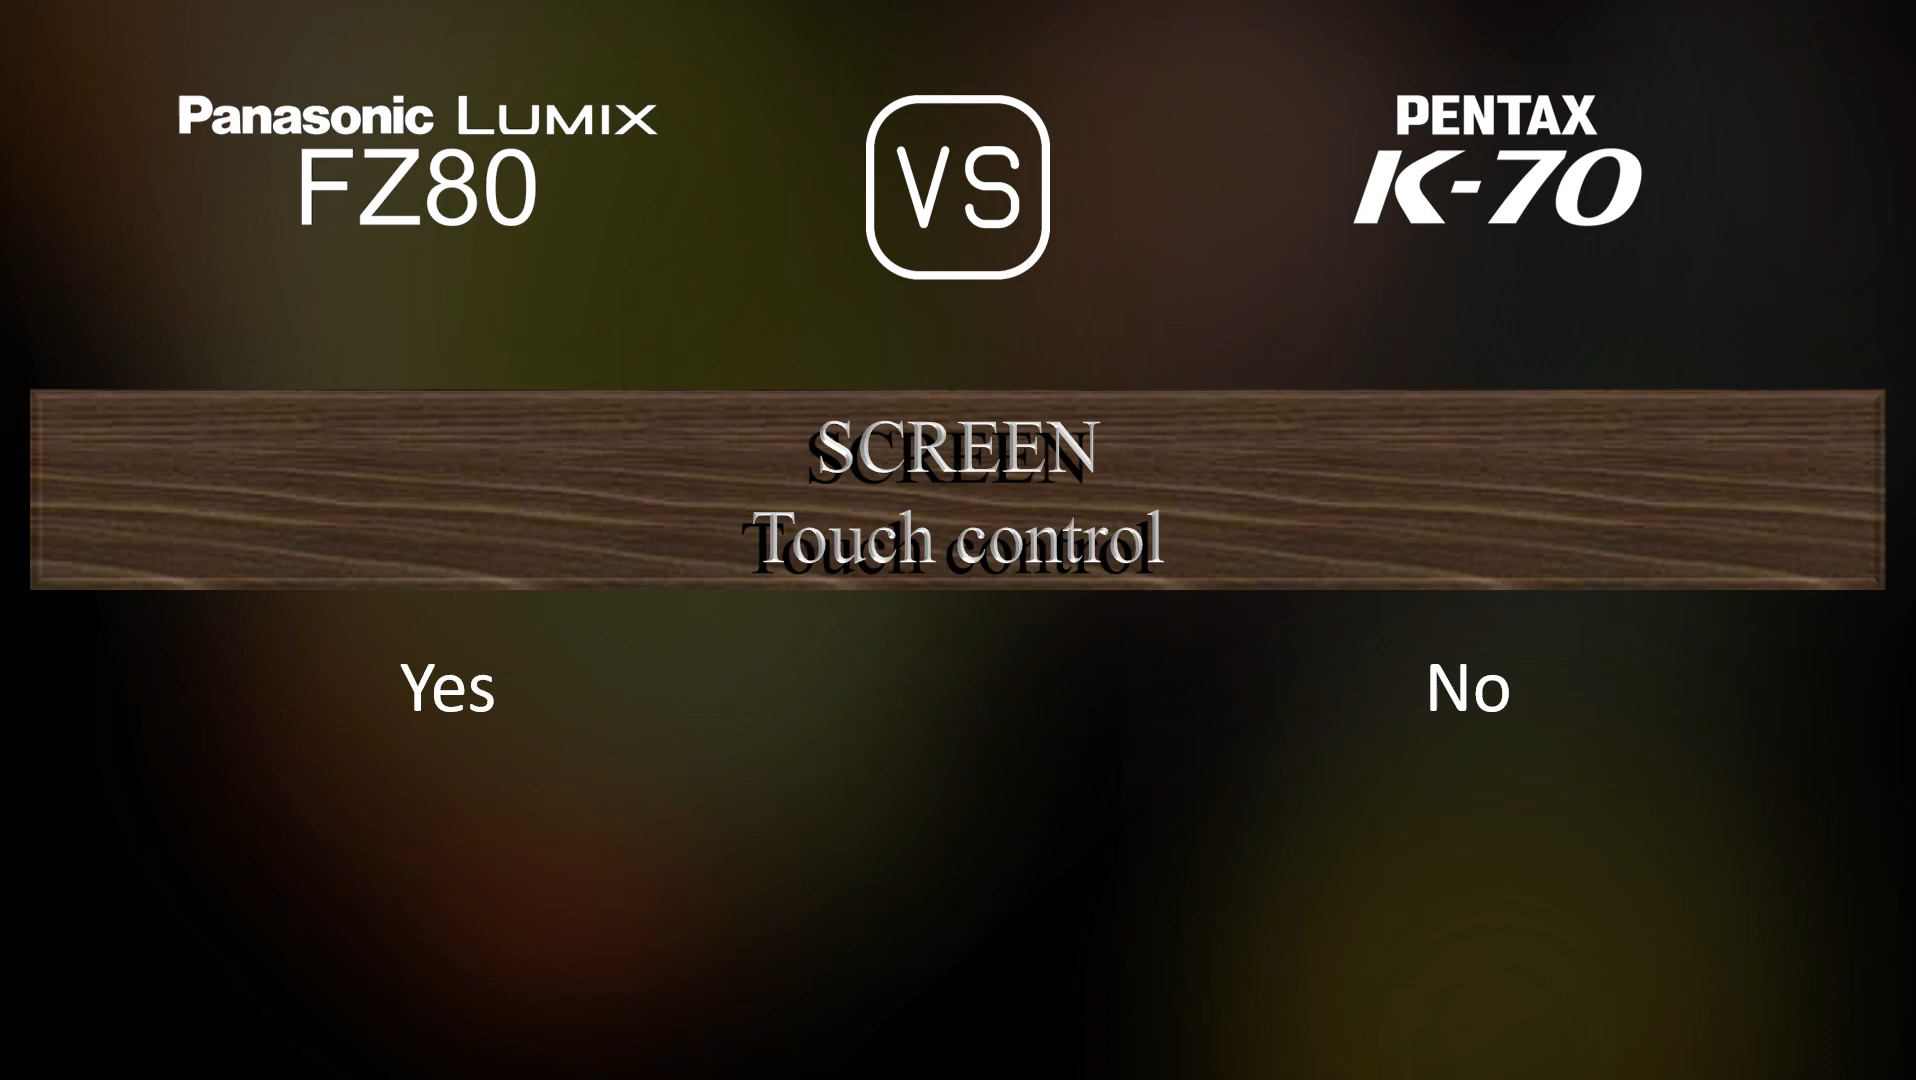 Panasonic LUMIX
FZ80
VS
PENTAX
K-70
SCREEN
Touch control
Yes
No